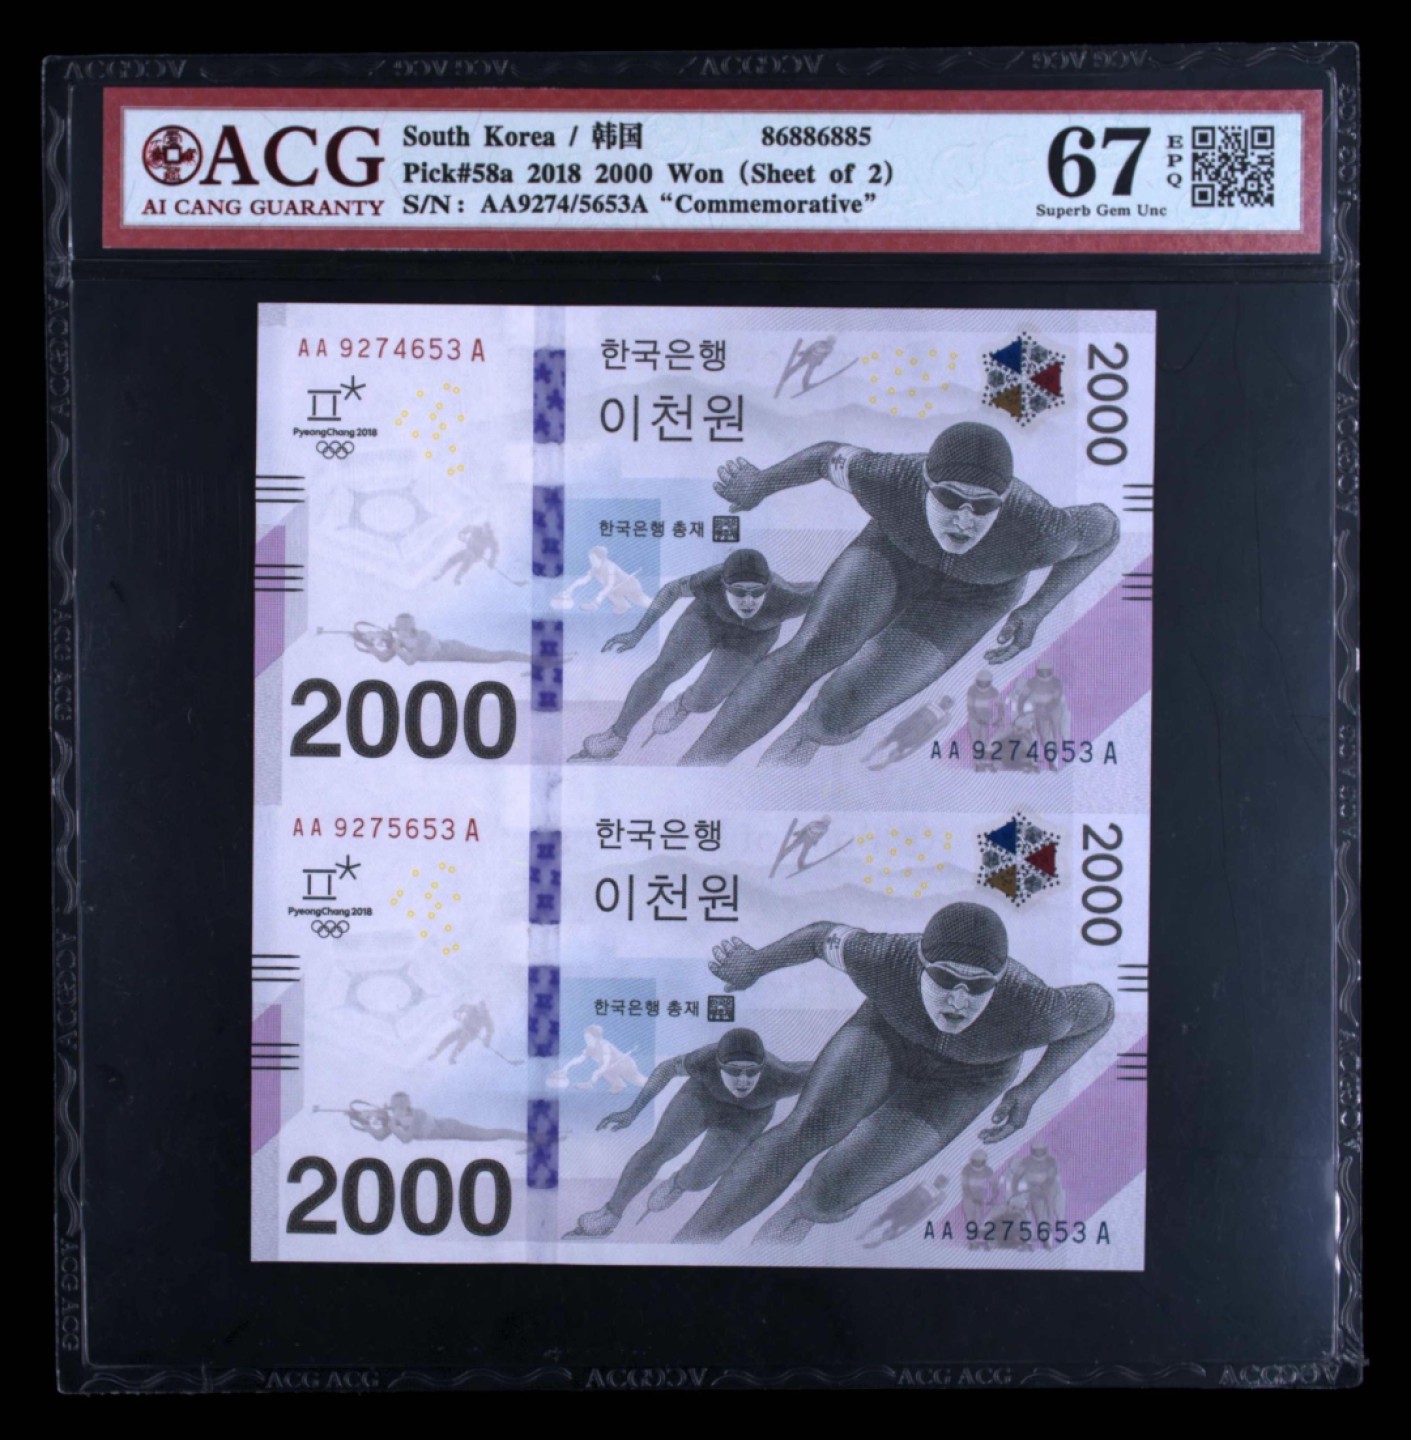 ACG
AI CANG GUARANTY
South Korea / 韩国 86886885
Pick#58a 2018 2000 Won (Sheet of 2)
S/N: AA9274/5653A “Commemorative”
67
EPQ
Superb Gem Unc
AA 9274653 A
PyeongChang 2018
한국은행
이천원
한국은행 총재
2000
2000
AA 9274653 A
AA 9275653 A
PyeongChang 2018
한국은행
이천원
한국은행 총재
2000
2000
AA 9275653 A